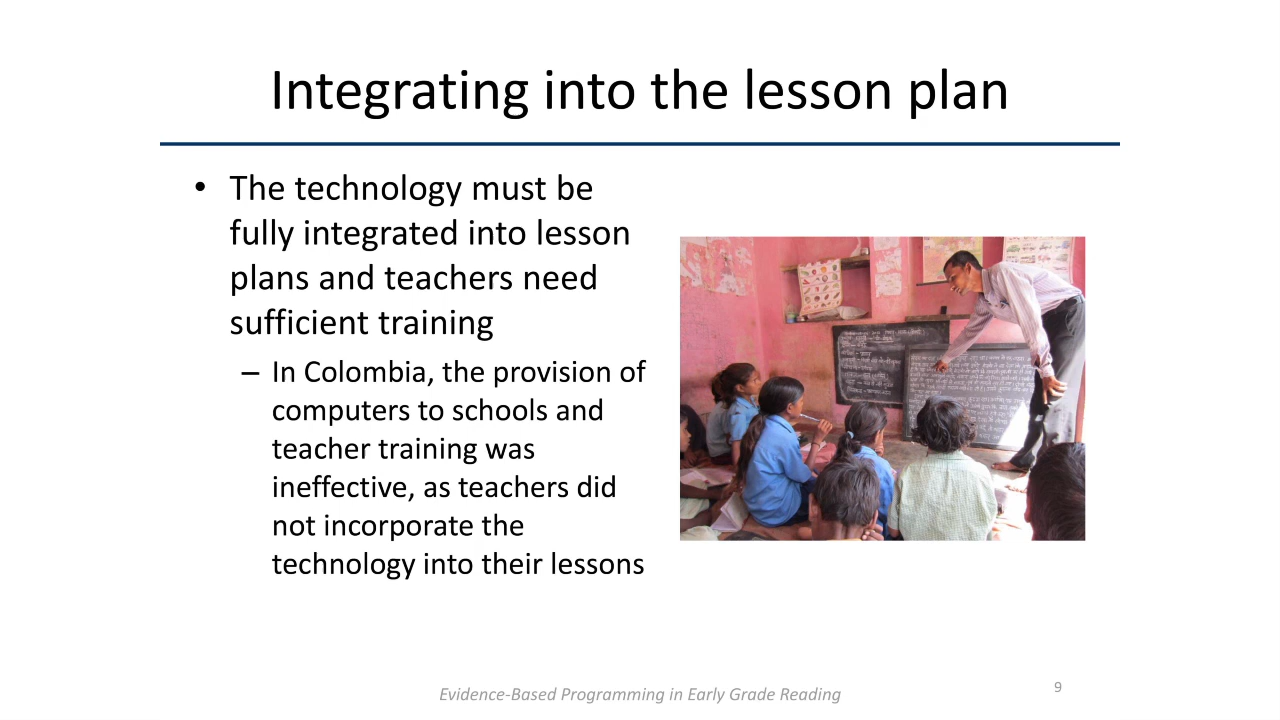 Integrating into the lesson plan
• The technology must be
fully integrated into lesson
plans and teachers need
sufficient training
– In Colombia, the provision of
computers to schools and
teacher training was
ineffective, as teachers did
not incorporate the
technology into their lessons
Evidence-Based Programming in Early Grade Reading
9